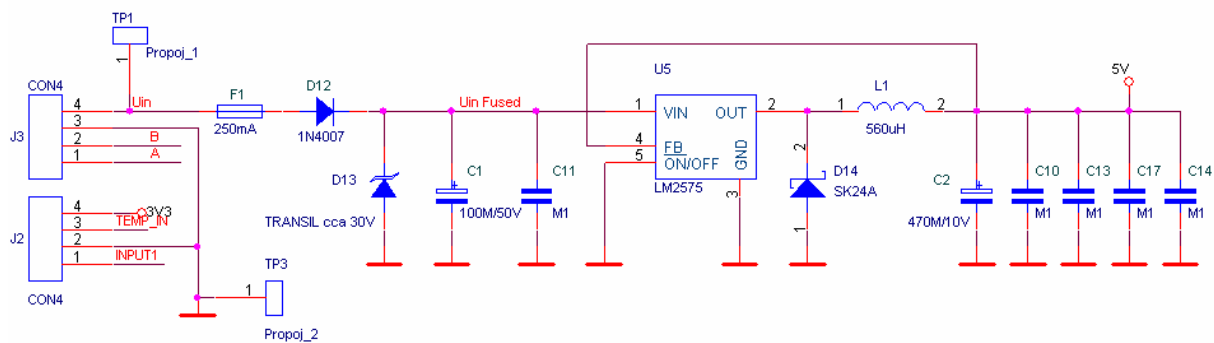 TP1
1
Propoj_1
CON4
J3
4
3
2
1
Uin
B
A
F1
250mA
D12
1N4007
Uin Fused
D13
TRANSIL cca 30V
C1
+
100M/50V
C11
M1
U5
1
VIN
OUT
2
4
FB
5
ON/OFF
GND
3
LM2575
1
L1
2
560uH
2
D14
SK24A
1
5V
C2
+
470M/10V
C10
M1
C13
M1
C17
M1
C14
M1
J2
4
3
2
1
3V3
TEMP_IN
INPUT1
CON4
TP3
1
Propoj_2